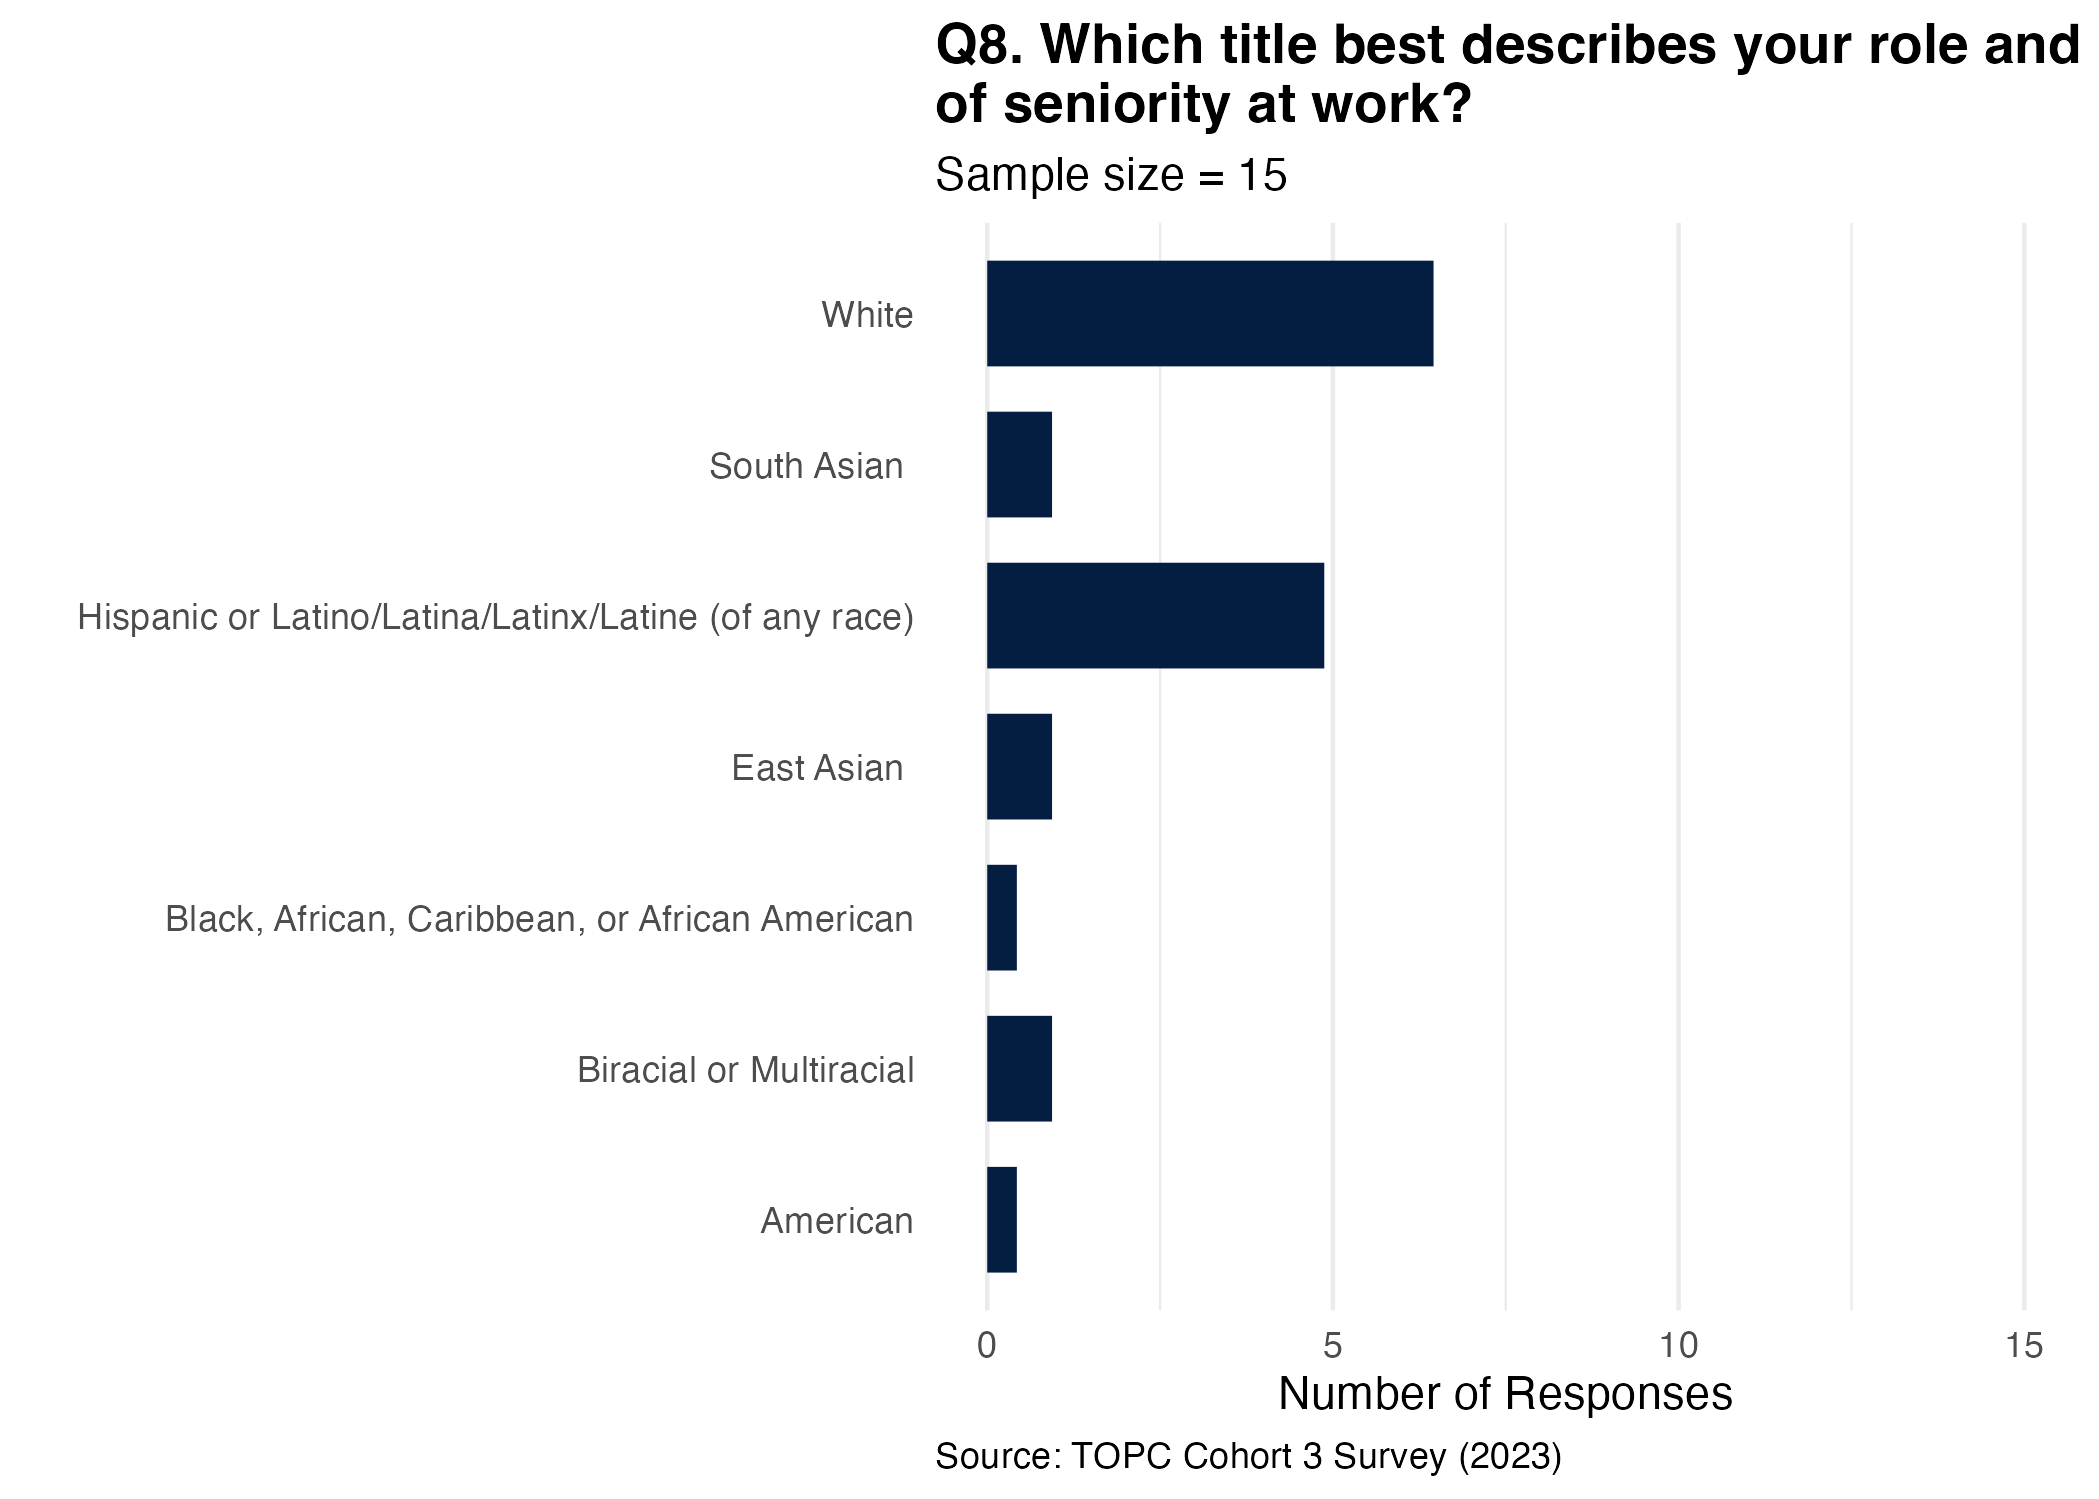 Q8. Which title best describes your role and
of seniority at work?
Sample size = 15
White
South Asian
Hispanic or Latino/Latina/Latinx/Latine (of any race)
East Asian
Black, African, Caribbean, or African American
Biracial or Multiracial
American
0 5 10 15
Number of Responses
Source: TOPC Cohort 3 Survey (2023)